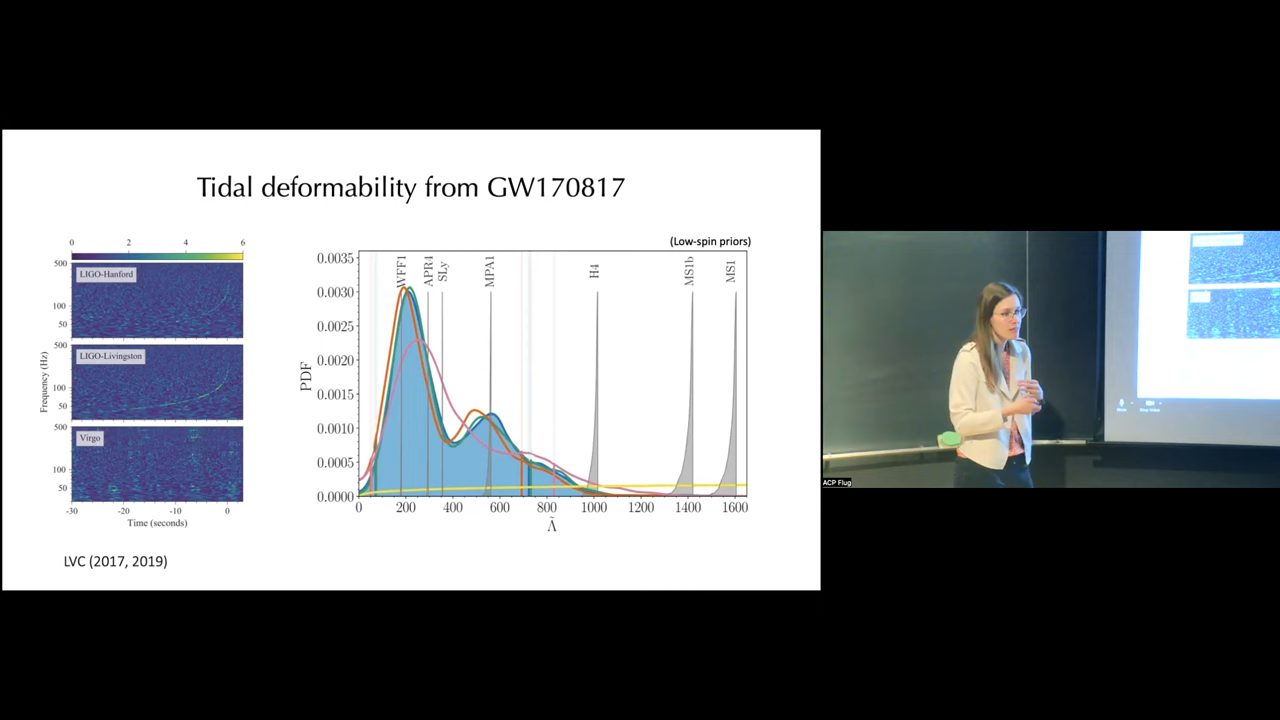 Tidal deformability from GW170817
0 2 4 6
500
LIGO-Hanford
100
50
500
LIGO-Livingston
100
50
500
Virgo
100
50
Frequency (Hz)
-30 -20 -10 0
Time (seconds)
(Low-spin priors)
WFF1 APR4 SLy MPA1 H4 MS1b MS1
0.0035
0.0030
0.0025
0.0020
0.0015
0.0010
0.0005
0.0000
PDF
0 200 400 600 800 1000 1200 1400 1600
Λ̃
LVC (2017, 2019)
ACP Flug